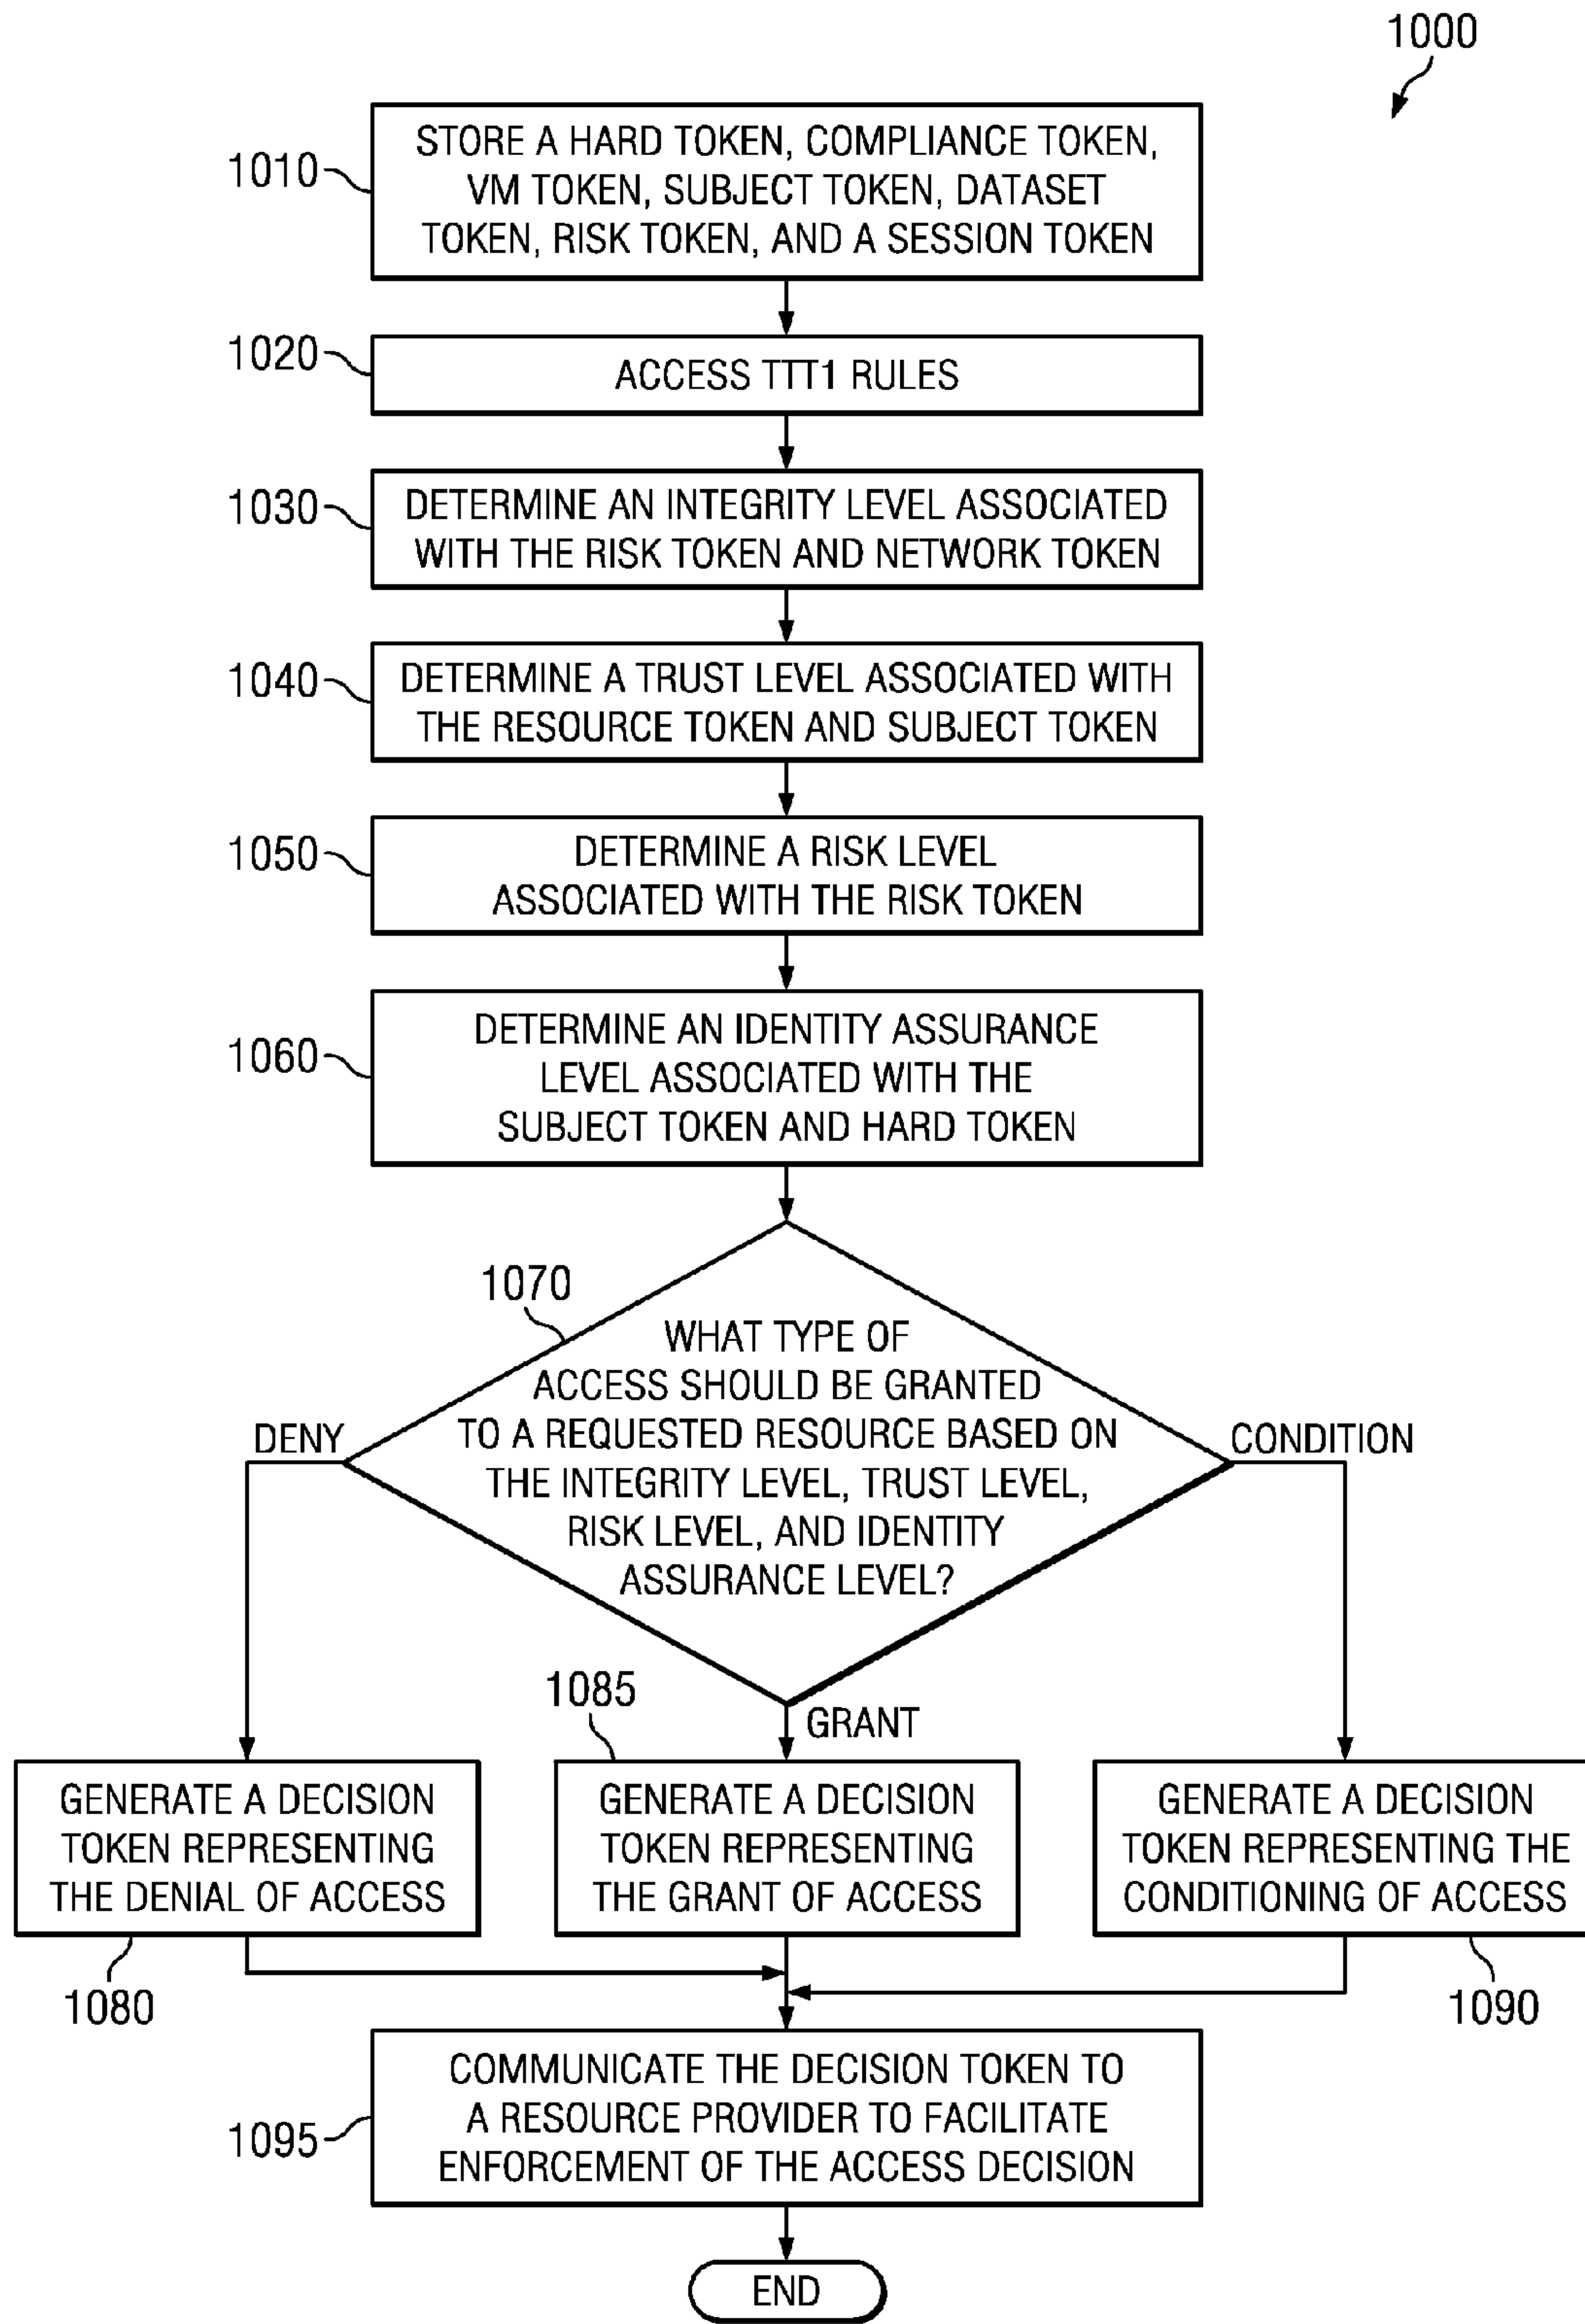 1000
1010
STORE A HARD TOKEN, COMPLIANCE TOKEN,
VM TOKEN, SUBJECT TOKEN, DATASET
TOKEN, RISK TOKEN, AND A SESSION TOKEN
1020
ACCESS TTT1 RULES
1030
DETERMINE AN INTEGRITY LEVEL ASSOCIATED
WITH THE RISK TOKEN AND NETWORK TOKEN
1040
DETERMINE A TRUST LEVEL ASSOCIATED WITH
THE RESOURCE TOKEN AND SUBJECT TOKEN
1050
DETERMINE A RISK LEVEL
ASSOCIATED WITH THE RISK TOKEN
1060
DETERMINE AN IDENTITY ASSURANCE
LEVEL ASSOCIATED WITH THE
SUBJECT TOKEN AND HARD TOKEN
1070
WHAT TYPE OF
ACCESS SHOULD BE GRANTED
TO A REQUESTED RESOURCE BASED ON
THE INTEGRITY LEVEL, TRUST LEVEL,
RISK LEVEL, AND IDENTITY
ASSURANCE LEVEL?
DENY
CONDITION
GRANT
1085
GENERATE A DECISION
TOKEN REPRESENTING
THE DENIAL OF ACCESS
GENERATE A DECISION
TOKEN REPRESENTING
THE GRANT OF ACCESS
GENERATE A DECISION
TOKEN REPRESENTING THE
CONDITIONING OF ACCESS
1080
1090
1095
COMMUNICATE THE DECISION TOKEN TO
A RESOURCE PROVIDER TO FACILITATE
ENFORCEMENT OF THE ACCESS DECISION
END